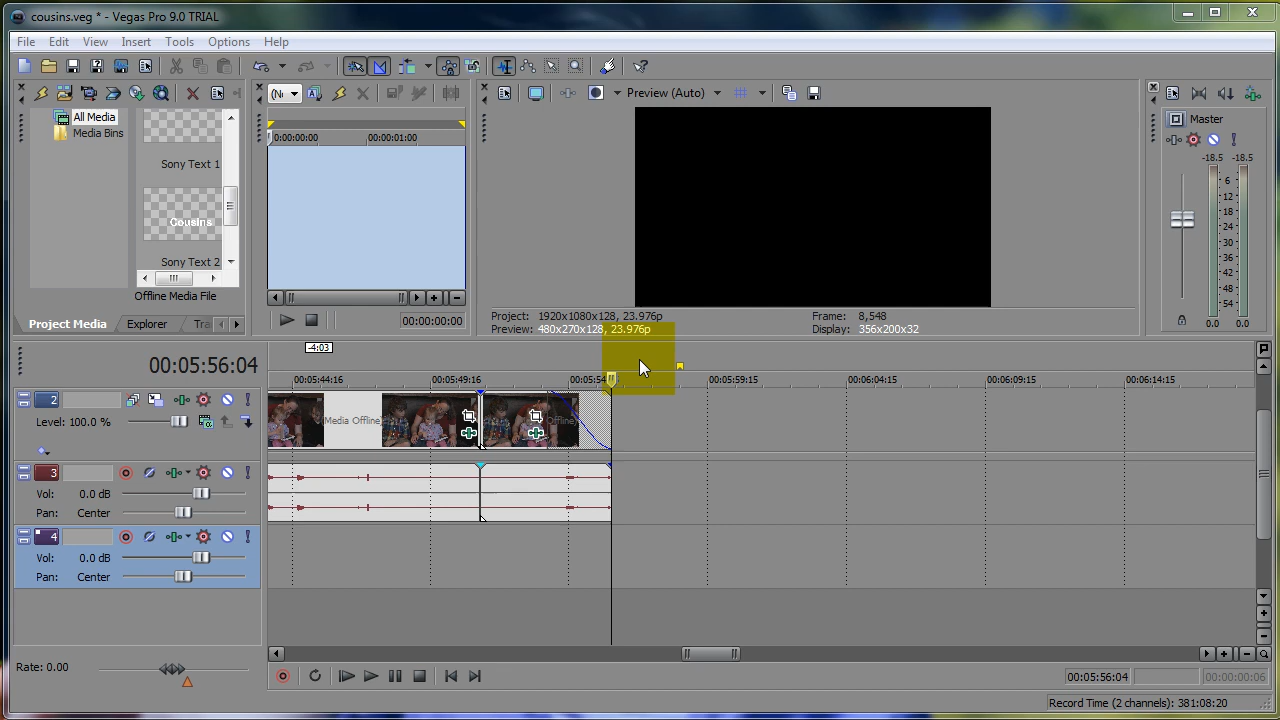 cousins.veg * - Vegas Pro 9.0 TRIAL
File Edit View Insert Tools Options Help
All Media
Media Bins
Sony Text 1
Cousins
Sony Text 2
Offline Media File
Project Media Explorer Tra
0:00:00:00 00:00:01:00
00:00:00:00
Preview (Auto)
Project: 1920x1080x128, 23.976p
Preview: 480x270x128, 23.976p
Frame: 8,548
Display: 356x200x32
Master
-18.5 -18.5
6
12
18
24
30
36
42
48
54
0.0 0.0
-4:03
00:05:56:04
00:05:44:16 00:05:49:16 00:05:54 00:05:59:15 00:06:04:15 00:06:09:15 00:06:14:15
2
Level: 100.0 %
(Media Offline)
Offline)
3
Vol: 0.0 dB
Pan: Center
4
Vol: 0.0 dB
Pan: Center
Rate: 0.00
00:05:56:04
00:00:00:06
Record Time (2 channels): 381:08:20